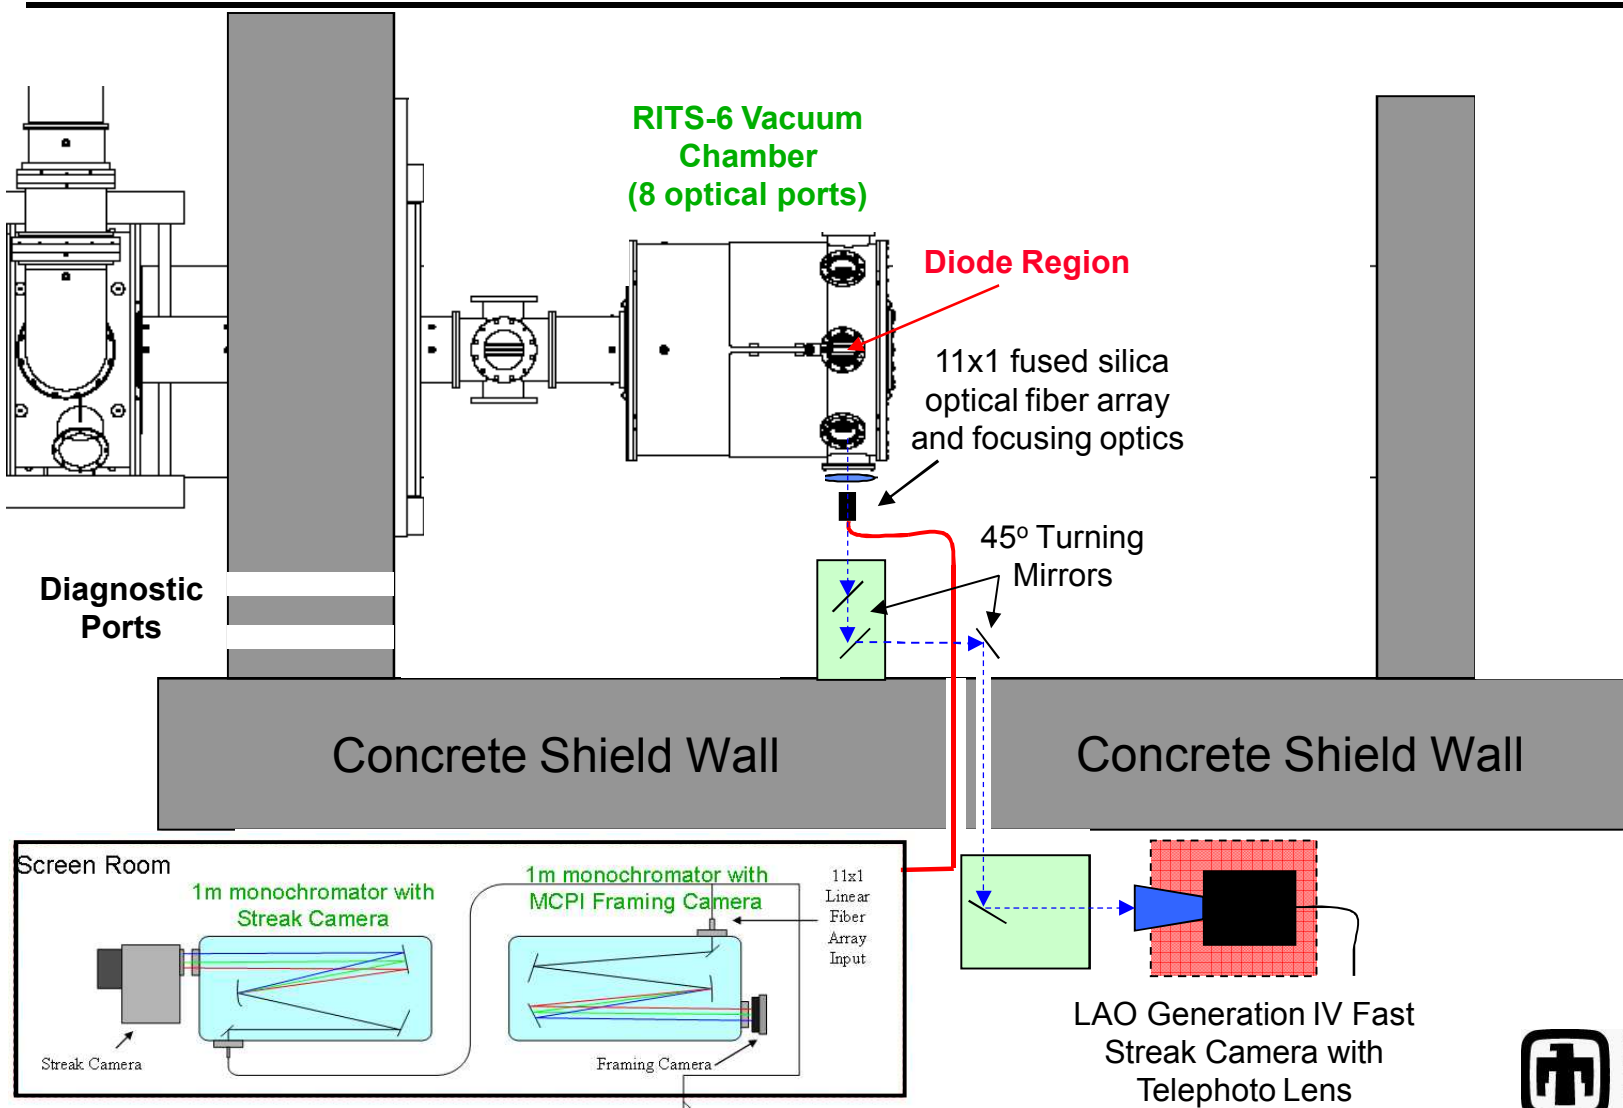 RITS-6 Vacuum
Chamber
(8 optical ports)
Diode Region
11x1 fused silica
optical fiber array
and focusing optics
45o Turning
Mirrors
Diagnostic
Ports
Concrete Shield Wall
Concrete Shield Wall
Screen Room
1m monochromator with
Streak Camera
1m monochromator with
MCPI Framing Camera
11x1
Linear
Fiber
Array
Input
Streak Camera
Framing Camera
LAO Generation IV Fast
Streak Camera with
Telephoto Lens